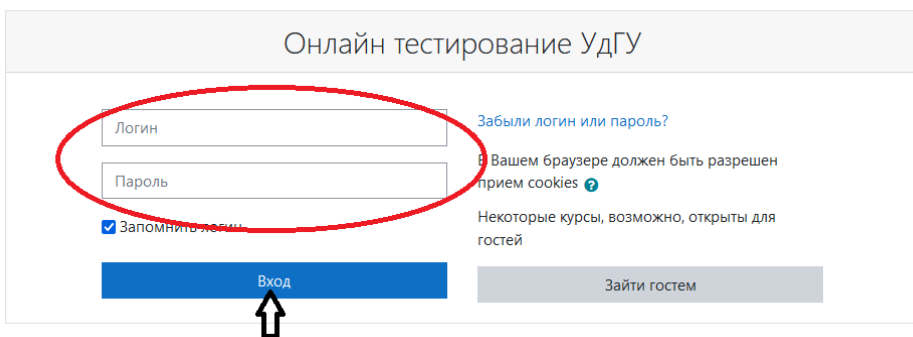 Онлайн тестирование УдГУ
Логин
Пароль
Запомнить логин
Вход
Забыли логин или пароль?
В Вашем браузере должен быть разрешен
прием cookies ?
Некоторые курсы, возможно, открыты для
гостей
Зайти гостем